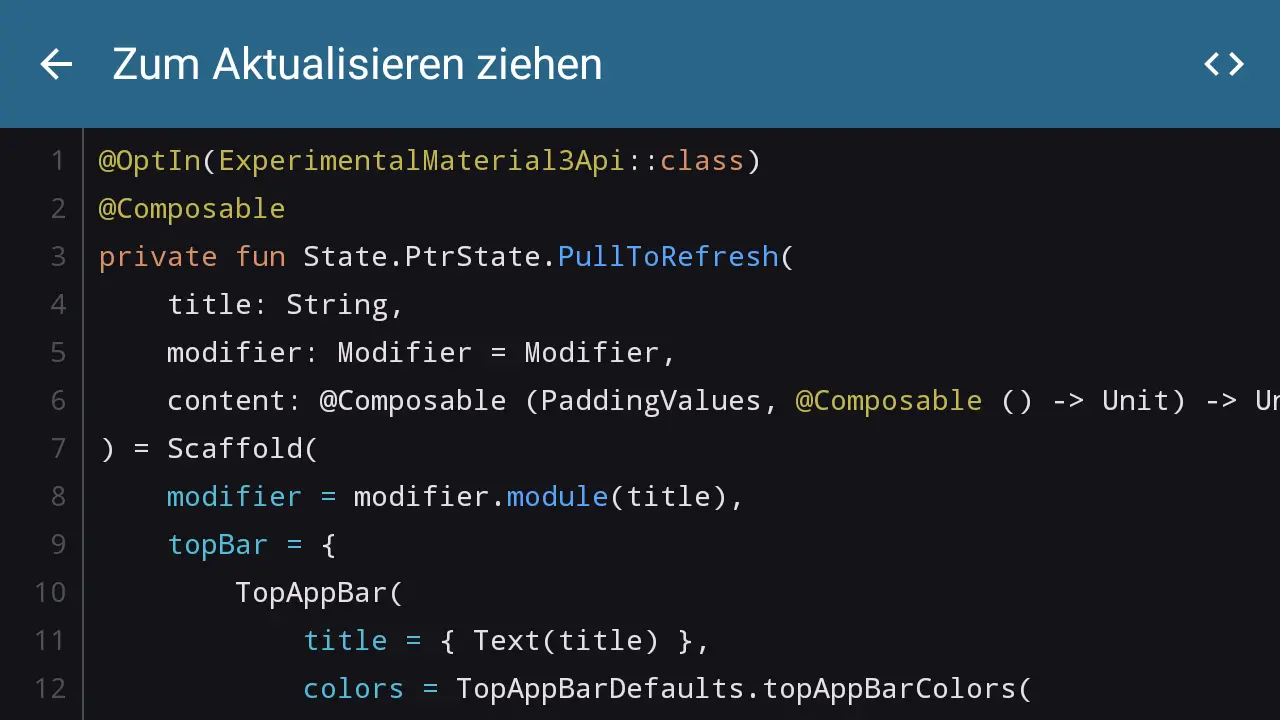 Zum Aktualisieren ziehen
1 @OptIn(ExperimentalMaterial3Api::class)
2 @Composable
3 private fun State.PtrState.PullToRefresh(
4     title: String,
5     modifier: Modifier = Modifier,
6     content: @Composable (PaddingValues, @Composable () -> Unit) ->
7 ) = Scaffold(
8     modifier = modifier.module(title),
9     topBar = {
10         TopAppBar(
11             title = { Text(title) },
12             colors = TopAppBarDefaults.topAppBarColors(